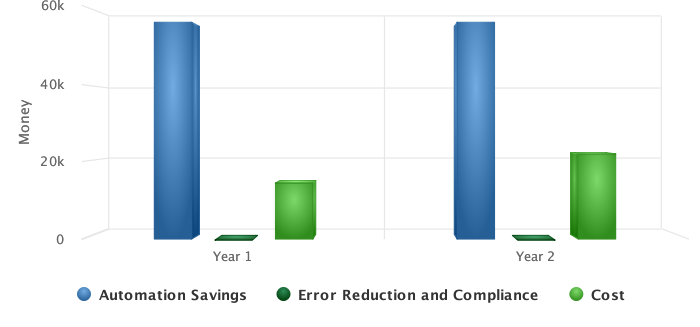 60k
40k
20k
0
Money
Year 1
Year 2
Automation Savings
Error Reduction and Compliance
Cost